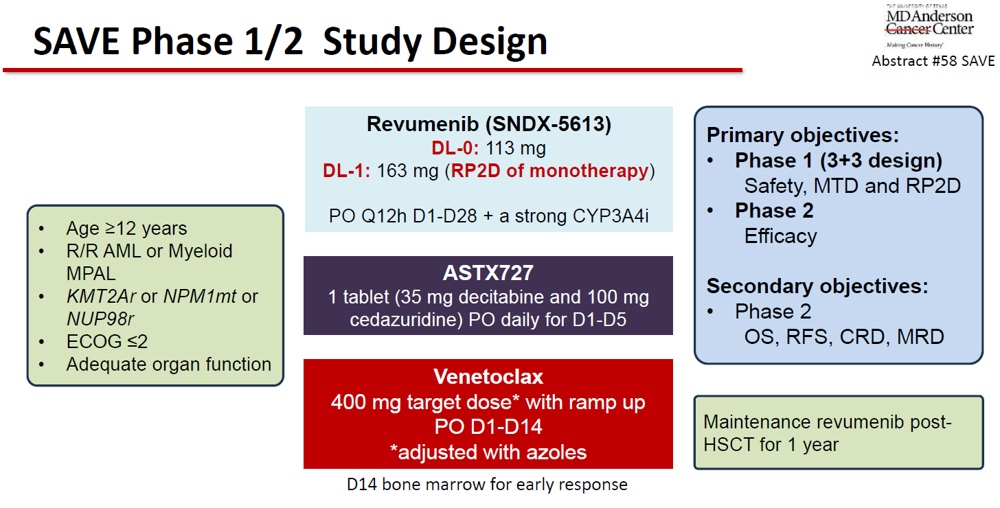 SAVE Phase 1/2 Study Design
THE UNIVERSITY OF TEXAS
MD Anderson
Cancer Center
Making Cancer History®
Abstract #58 SAVE
• Age ≥12 years
• R/R AML or Myeloid
MPAL
• KMT2Ar or NPM1mt or
NUP98r
• ECOG ≤2
• Adequate organ function
Revumenib (SNDX-5613)
DL-0: 113 mg
DL-1: 163 mg (RP2D of monotherapy)
PO Q12h D1-D28 + a strong CYP3A4i
ASTX727
1 tablet (35 mg decitabine and 100 mg
cedazuridine) PO daily for D1-D5
Venetoclax
400 mg target dose* with ramp up
PO D1-D14
*adjusted with azoles
D14 bone marrow for early response
Primary objectives:
• Phase 1 (3+3 design)
Safety, MTD and RP2D
• Phase 2
Efficacy
Secondary objectives:
• Phase 2
OS, RFS, CRD, MRD
Maintenance revumenib post-
HSCT for 1 year